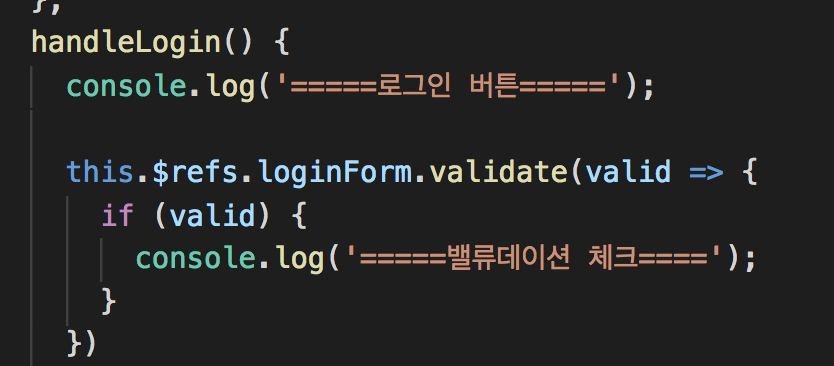 },
handleLogin() {
console.log('=====로그인 버튼=====');
this.$refs.loginForm.validate(valid => {
if (valid) {
console.log('=====밸류데이션 체크====');
}
})